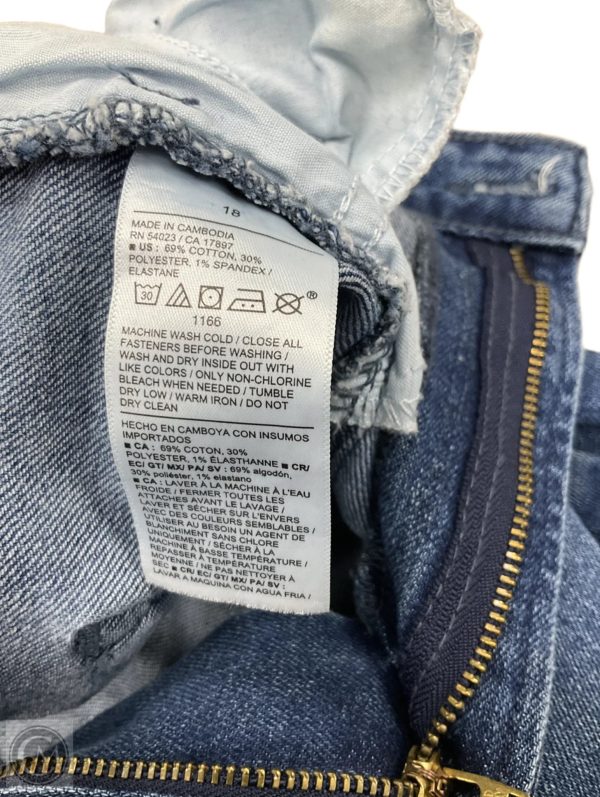 18
MADE IN CAMBODIA
RN 54023 / CA 17897
■ US : 69% COTTON, 30%
POLYESTER, 1% SPANDEX /
ELASTANE
30
®
1166
MACHINE WASH COLD / CLOSE ALL
FASTENERS BEFORE WASHING /
WASH AND DRY INSIDE OUT WITH
LIKE COLORS / ONLY NON-CHLORINE
BLEACH WHEN NEEDED / TUMBLE
DRY LOW / WARM IRON / DO NOT
DRY CLEAN
HECHO EN CAMBOYA CON INSUMOS
IMPORTADOS
■ CA : 69% COTON, 30%
POLYESTER, 1% ÉLASTHANNE ■ CR/
EC/ GT/ MX/ PA/ SV : 69% algodón,
30% poliéster, 1% elastano
■ CA : LAVER À LA MACHINE À L'EAU
FROIDE / FERMER TOUTES LES
ATTACHES AVANT LE LAVAGE /
LAVER ET SÉCHER SUR L'ENVERS
AVEC DES COULEURS SEMBLABLES /
UTILISER AU BESOIN UN AGENT DE
BLANCHIMENT SANS CHLORE
UNIQUEMENT / SÉCHER À LA
MACHINE À BASSE TEMPÉRATURE /
REPASSER À TEMPÉRATURE
MOYENNE / NE PAS NETTOYER À
SEC ■ CR/ EC/ GT/ MX/ PA/ SV :
LAVAR A MAQUINA CON AGUA FRIA /